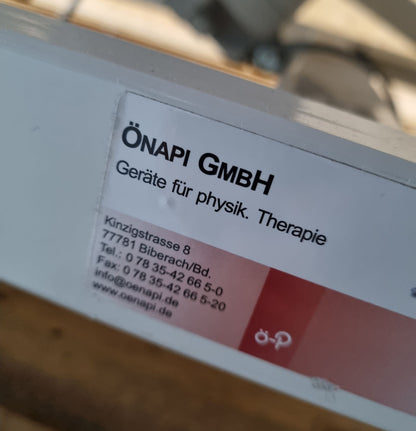 ÖNAPI GMBH
Geräte für physik. Therapie
Kinzigstrasse 8
77781 Biberach/Bd.
Tel.: 0 78 35-42 66 5-0
Fax: 0 78 35-42 66 5-20
info@oenapi.de
www.oenapi.de
ö-P